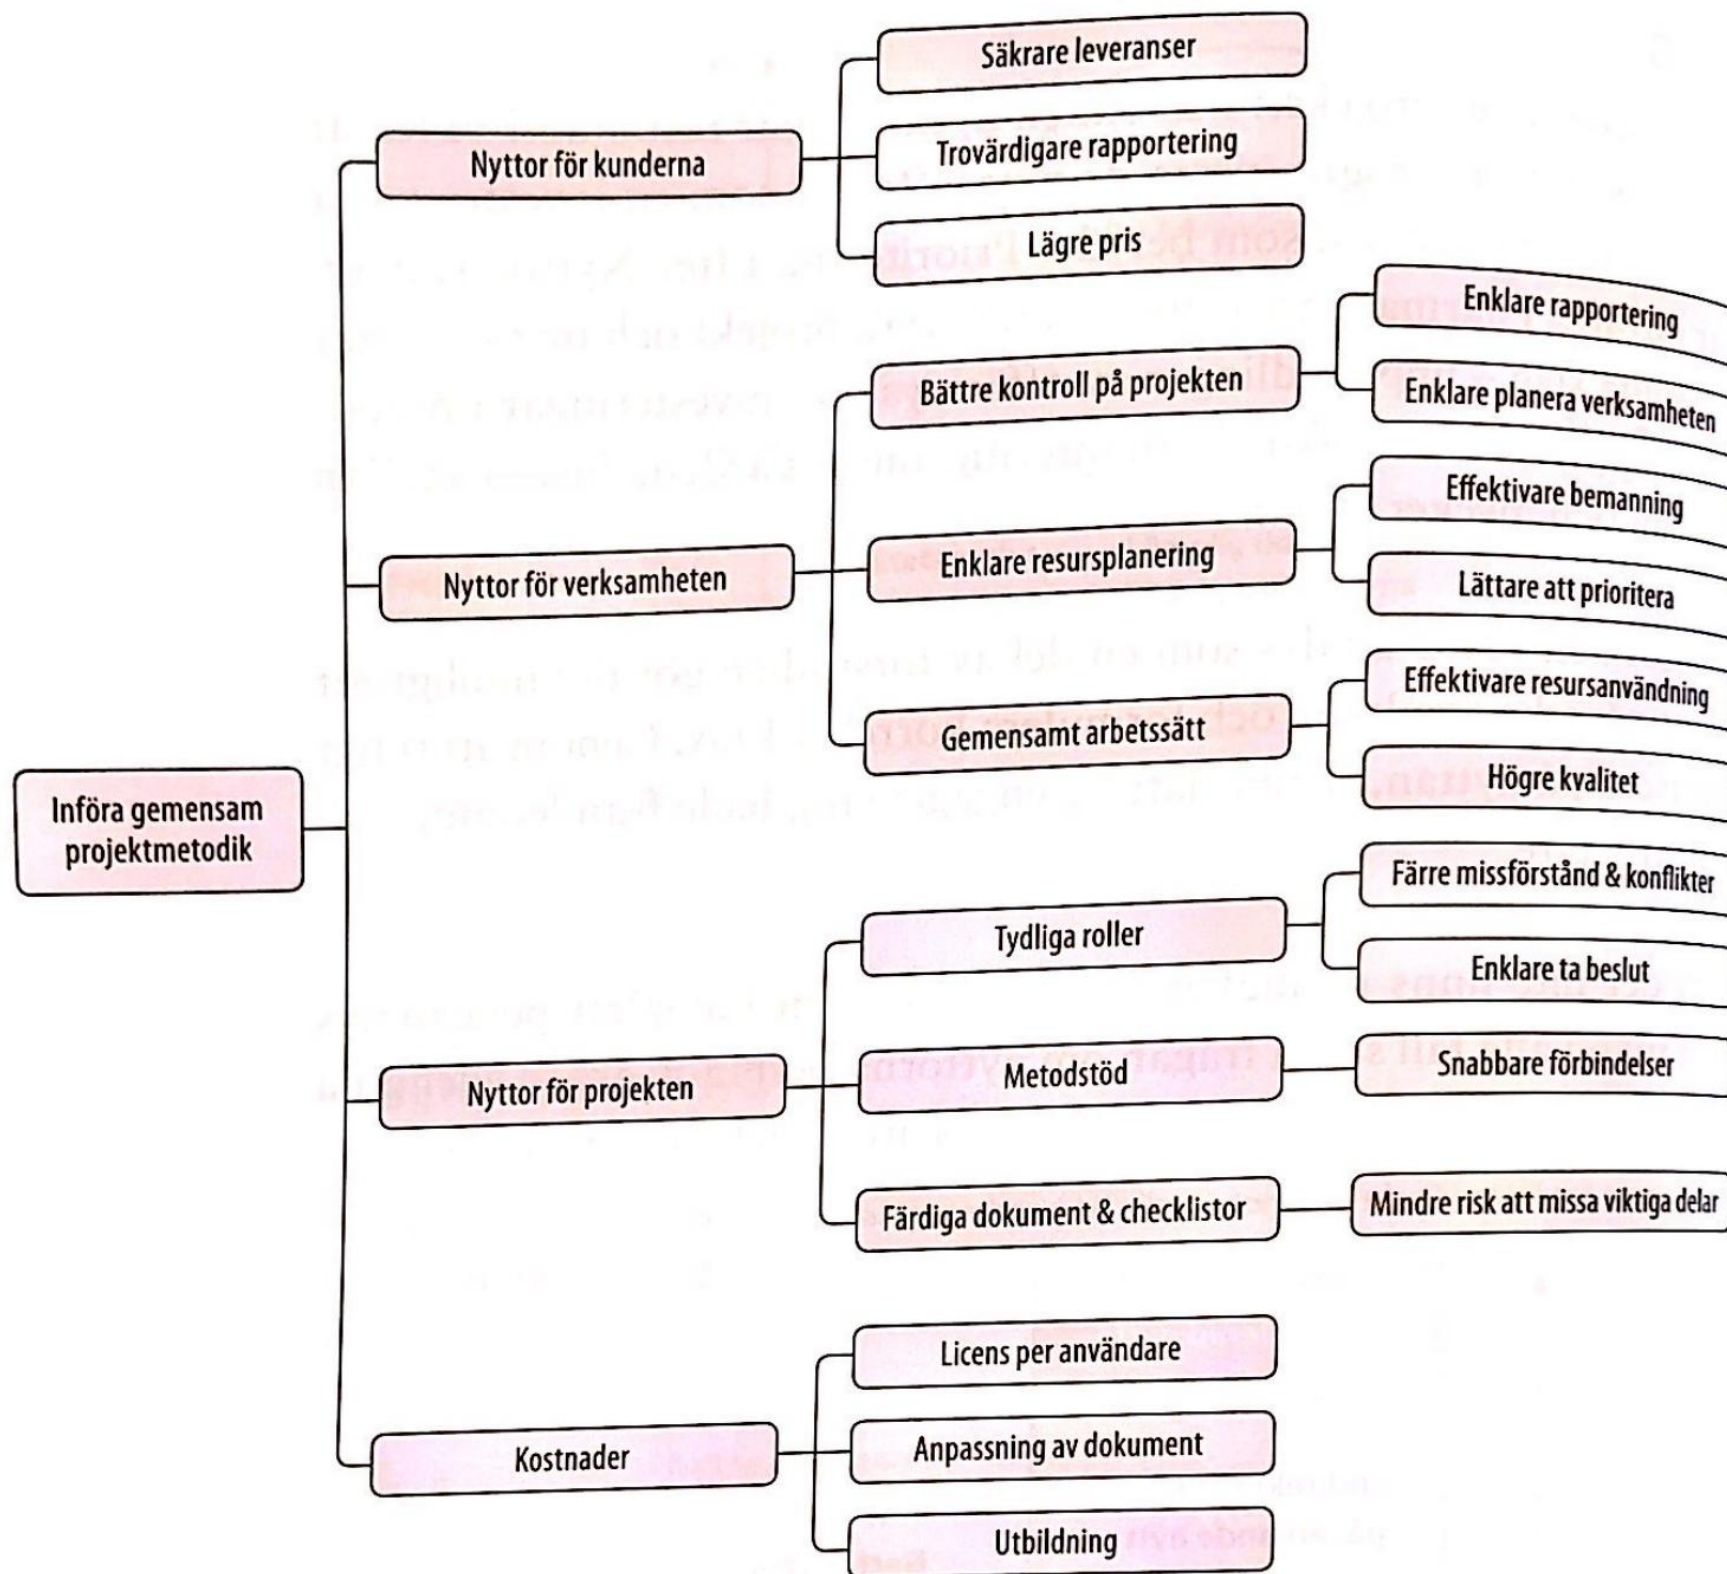 Säkrare leveranser
Nyttor för kunderna
Trovärdigare rapportering
Lägre pris
Enklare rapportering
Bättre kontroll på projekten
Enklare planera verksamheten
Effektivare bemanning
Nyttor för verksamheten
Enklare resursplanering
Lättare att prioritera
Effektivare resursanvändning
Gemensamt arbetssätt
Högre kvalitet
Införa gemensam
projektmetodik
Färre missförstånd & konflikter
Tydliga roller
Enklare ta beslut
Nyttor för projekten
Metodstöd
Snabbare förbindelser
Färdiga dokument & checklistor
Mindre risk att missa viktiga delar
Licens per användare
Kostnader
Anpassning av dokument
Utbildning